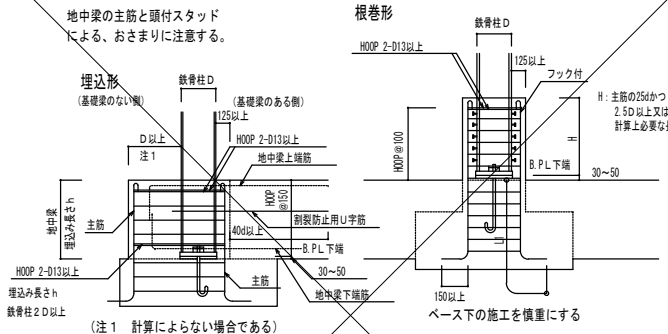 地中梁の主筋と頭付スタッド
による、おさまりに注意する。
埋込形
(基礎梁のない側)
鉄骨柱D
(基礎梁のある側)
125以上
D以上
注1
HOOP 2-D13以上
地中梁上端筋
HOOP
@150
地中梁
埋込み長さh
主筋
割裂防止用U字筋
40d以上
B.PL下端
HOOP 2-D13以上
30~50
埋込み長さh
鉄骨柱2D以上
主筋
地中梁下端筋
(注1 計算によらない場合である)
根巻形
鉄骨柱D
HOOP 2-D13以上
125以上
フック付
H:主筋の25dかつ
2.5D以上又は
計算上必要な
HOOP@100
H
B.PL下端
30~50
150以上
ベース下の施工を慎重にする